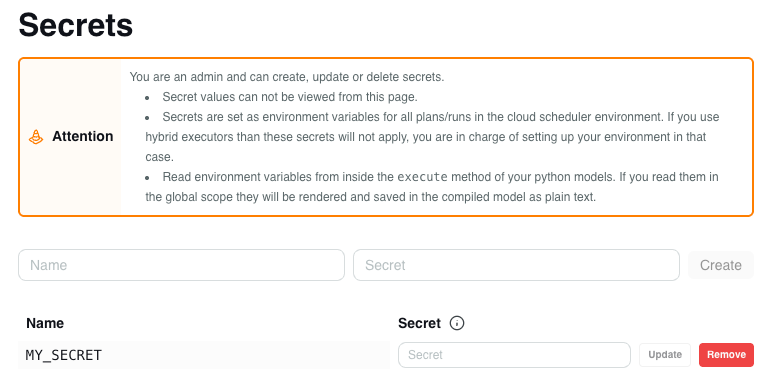 Secrets
You are an admin and can create, update or delete secrets.
• Secret values can not be viewed from this page.
• Secrets are set as environment variables for all plans/runs in the cloud scheduler environment. If you use
hybrid executors than these secrets will not apply, you are in charge of setting up your environment in that
case.
Attention
• Read environment variables from inside the execute method of your python models. If you read them in
the global scope they will be rendered and saved in the compiled model as plain text.
Name Secret Create
Name Secret
MY_SECRET Secret Update Remove